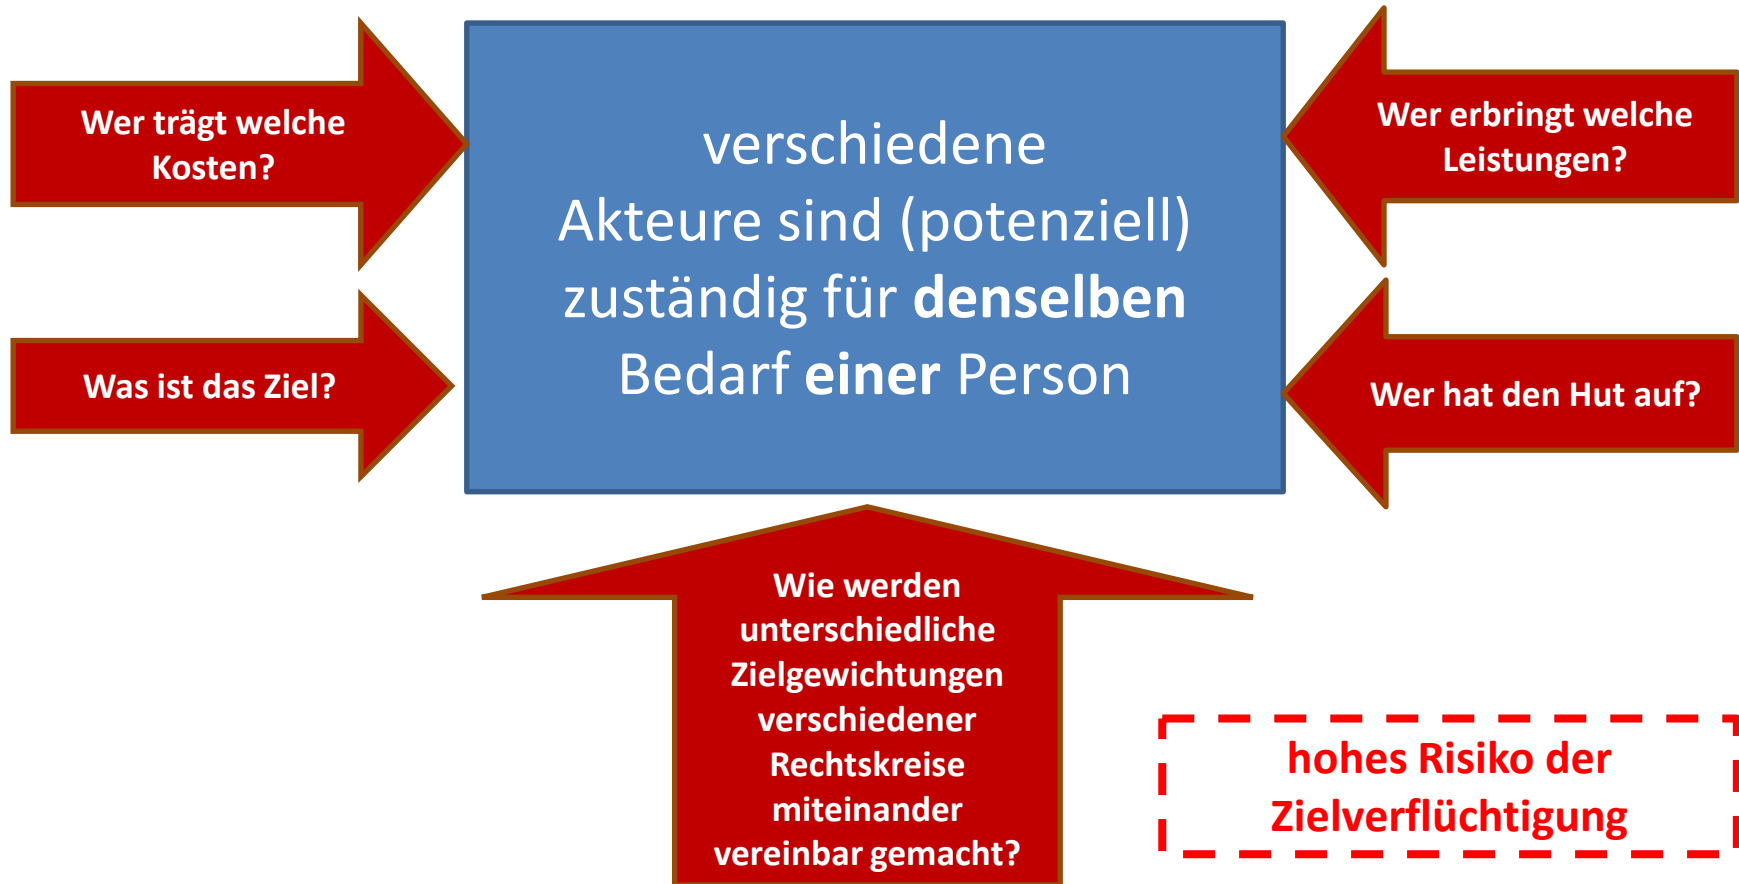 Wer trägt welche
Kosten?
Was ist das Ziel?
verschiedene
Akteure sind (potenziell)
zuständig für denselben
Bedarf einer Person
Wer erbringt welche
Leistungen?
Wer hat den Hut auf?
Wie werden
unterschiedliche
Zielgewichtungen
verschiedener
Rechtskreise
miteinander
vereinbar gemacht?
hohes Risiko der
Zielverflüchtigung